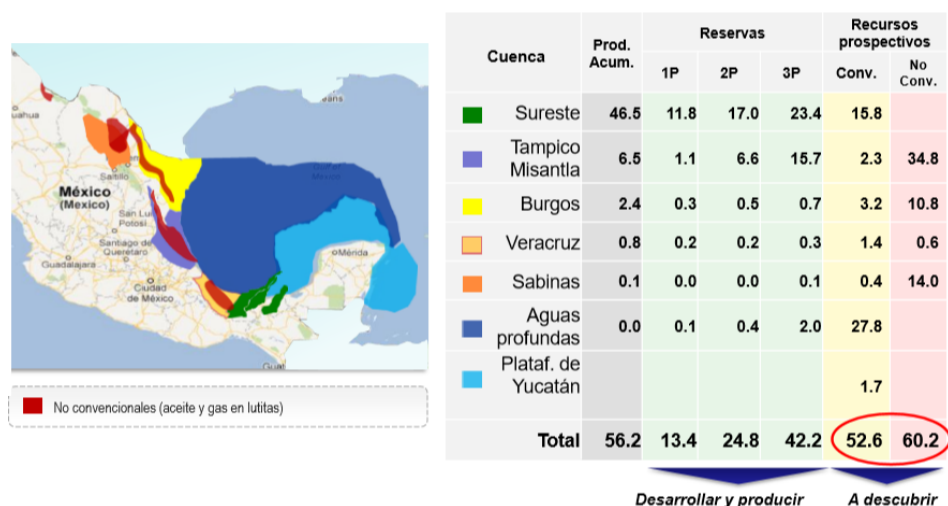 México
(Mexico)
Saltillo
San Luis
Potosí
Santiago de
Querétaro
Guadalajara
Ciudad
de México
Mérida
No convencionales (aceite y gas en lutitas)
Cuenca Prod. Acum. Reservas Recursos prospectivos
1P 2P 3P Conv. No Conv.
Sureste 46.5 11.8 17.0 23.4 15.8
Tampico Misantla 6.5 1.1 6.6 15.7 2.3 34.8
Burgos 2.4 0.3 0.5 0.7 3.2 10.8
Veracruz 0.8 0.2 0.2 0.3 1.4 0.6
Sabinas 0.1 0.0 0.0 0.1 0.4 14.0
Aguas profundas 0.0 0.1 0.4 2.0 27.8
Plataf. de Yucatán 1.7
Total 56.2 13.4 24.8 42.2 52.6 60.2
Desarrollar y producir A descubrir